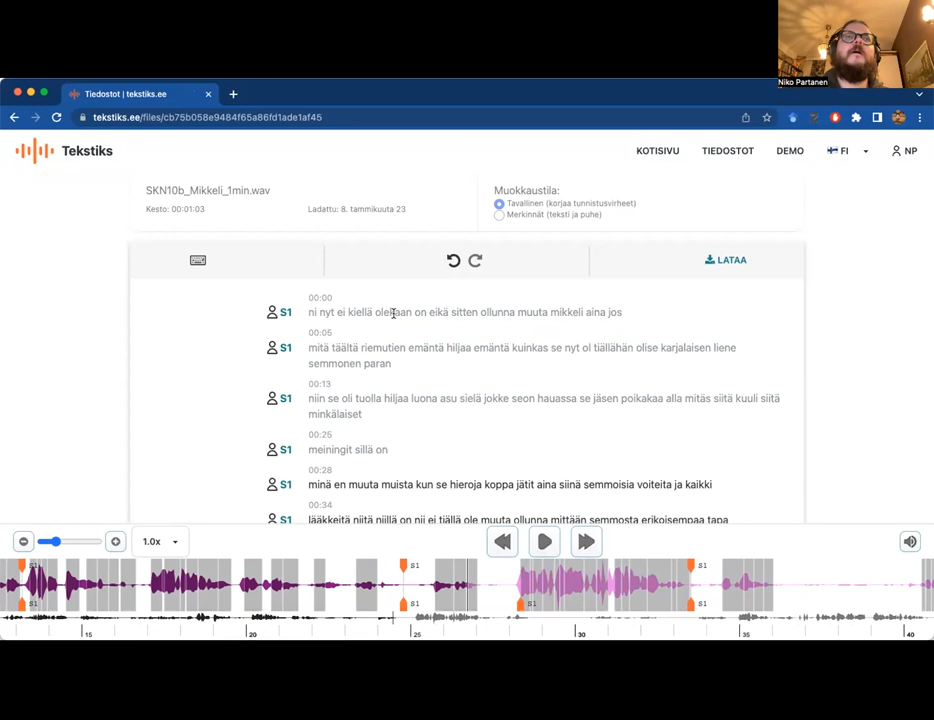 Niko Partanen
Tiedostot | tekstiks.ee
tekstiks.ee/files/cb75b058e9484f65a86fd1ade1af45
Tekstiks
KOTISIVU TIEDOSTOT DEMO FI NP
SKN10b_Mikkeli_1min.wav
Kesto: 00:01:03 Ladattu: 8. tammikuuta 23
Muokkaustila:
Tavallinen (korjaa tunnistusvirheet)
Merkinnät (teksti ja puhe)
LATAA
00:00
S1 ni nyt ei kiellä olekaan on eikä sitten ollunna muuta mikkeli aina jos
00:05
S1 mitä täältä riemutien emäntä hiljaa emäntä kuinkas se nyt ol tiällähän olise karjalaisen liene
semmonen paran
00:13
S1 niin se oli tuolla hiljaa luona asu sielä jokke seon hauassa se jäsen poikakaa alla mitäs siitä kuuli siitä
minkälaiset
00:25
S1 meiningit sillä on
00:28
S1 minä en muuta muista kun se hieroja koppa jätit aina siinä semmoisia voiteita ja kaikki
00:34
S1 lääkkeitä niitä niillä on nii ei tiällä ole muuta ollunna mittään semmosta erikoisempaa tapa
1.0x
S1 S1 S1
S1 S1 S1
15 20 25 30 35 40